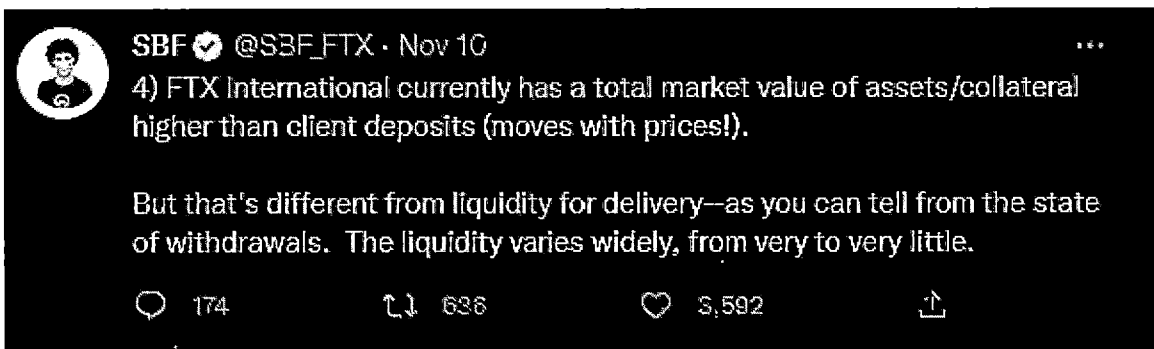 SBF @SBF_FTX · Nov 10
4) FTX International currently has a total market value of assets/collateral
higher than client deposits (moves with prices!).
But that's different from liquidity for delivery--as you can tell from the state
of withdrawals. The liquidity varies widely, from very to very little.
174 636 3,592